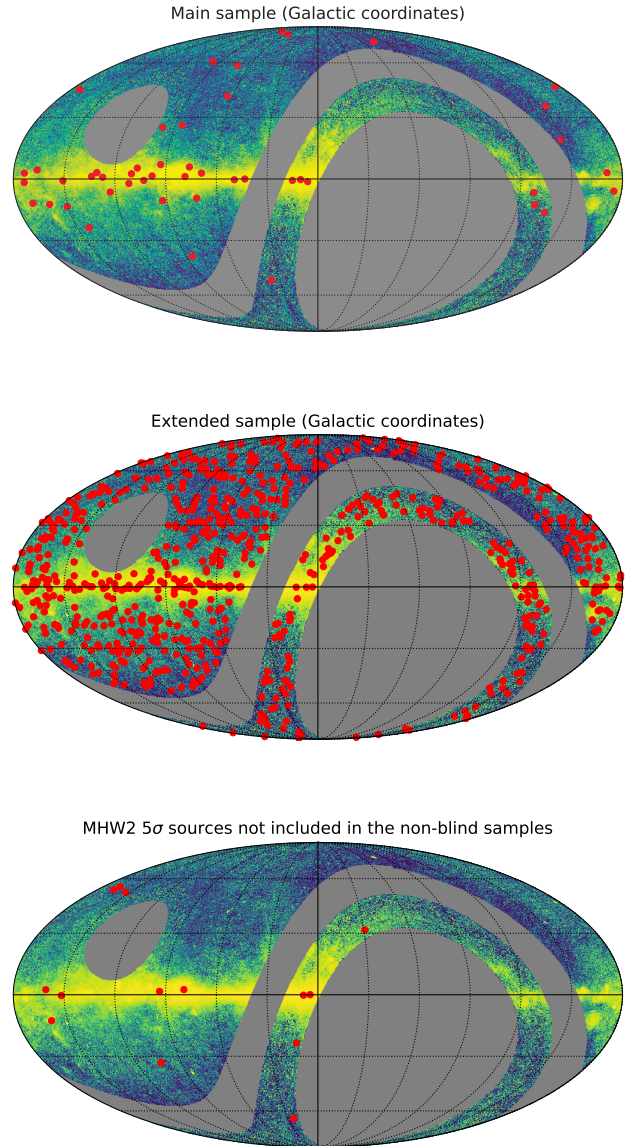 Main sample (Galactic coordinates)
Extended sample (Galactic coordinates)
MHW2 5σ sources not included in the non-blind samples